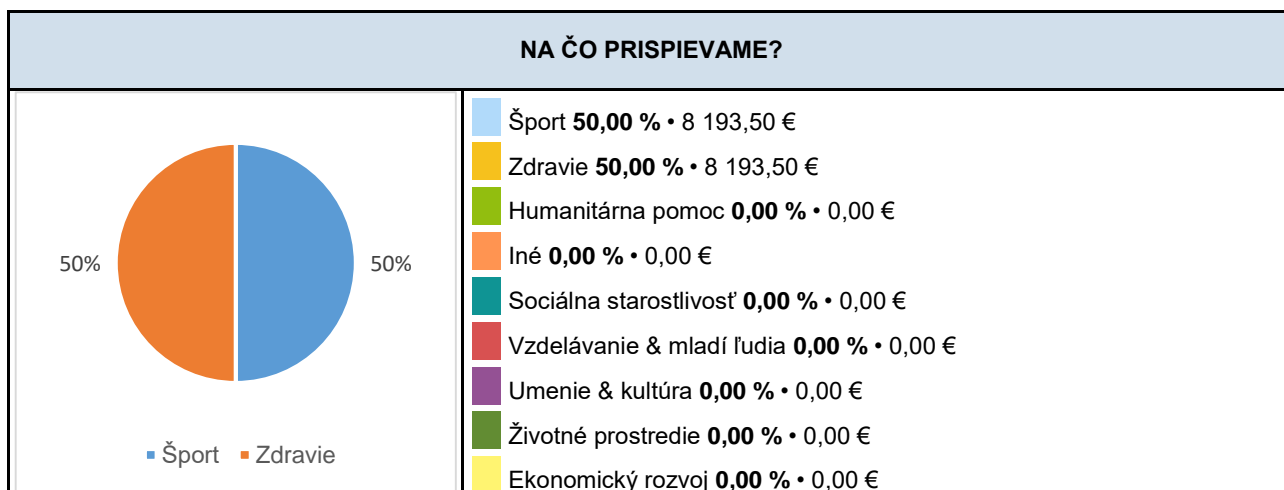 NA ČO PRISPIEVAME?
50%
50%
Šport Zdravie
Šport 50,00 % • 8 193,50 €
Zdravie 50,00 % • 8 193,50 €
Humanitárna pomoc 0,00 % • 0,00 €
Iné 0,00 % • 0,00 €
Sociálna starostlivosť 0,00 % • 0,00 €
Vzdelávanie & mladí ľudia 0,00 % • 0,00 €
Umenie & kultúra 0,00 % • 0,00 €
Životné prostredie 0,00 % • 0,00 €
Ekonomický rozvoj 0,00 % • 0,00 €